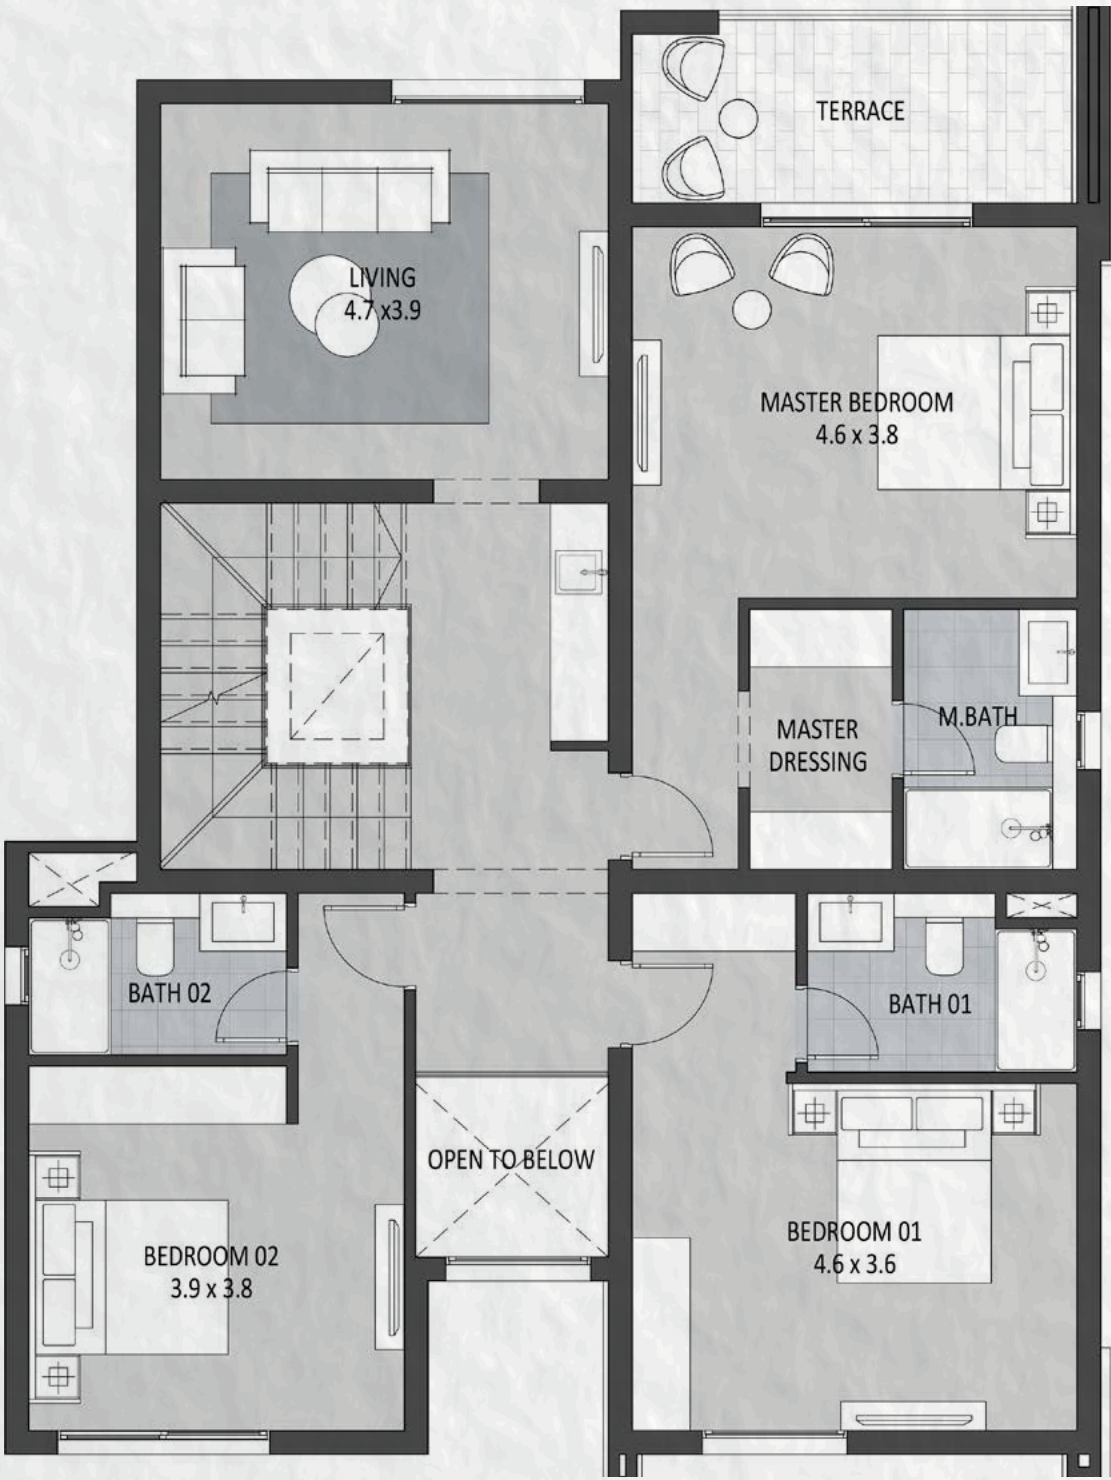 TERRACE
LIVING
4.7 x3.9
MASTER BEDROOM
4.6 x 3.8
M.BATH
MASTER
DRESSING
BATH 02
BATH 01
OPEN TO BELOW
BEDROOM 01
4.6 x 3.6
BEDROOM 02
3.9 x 3.8